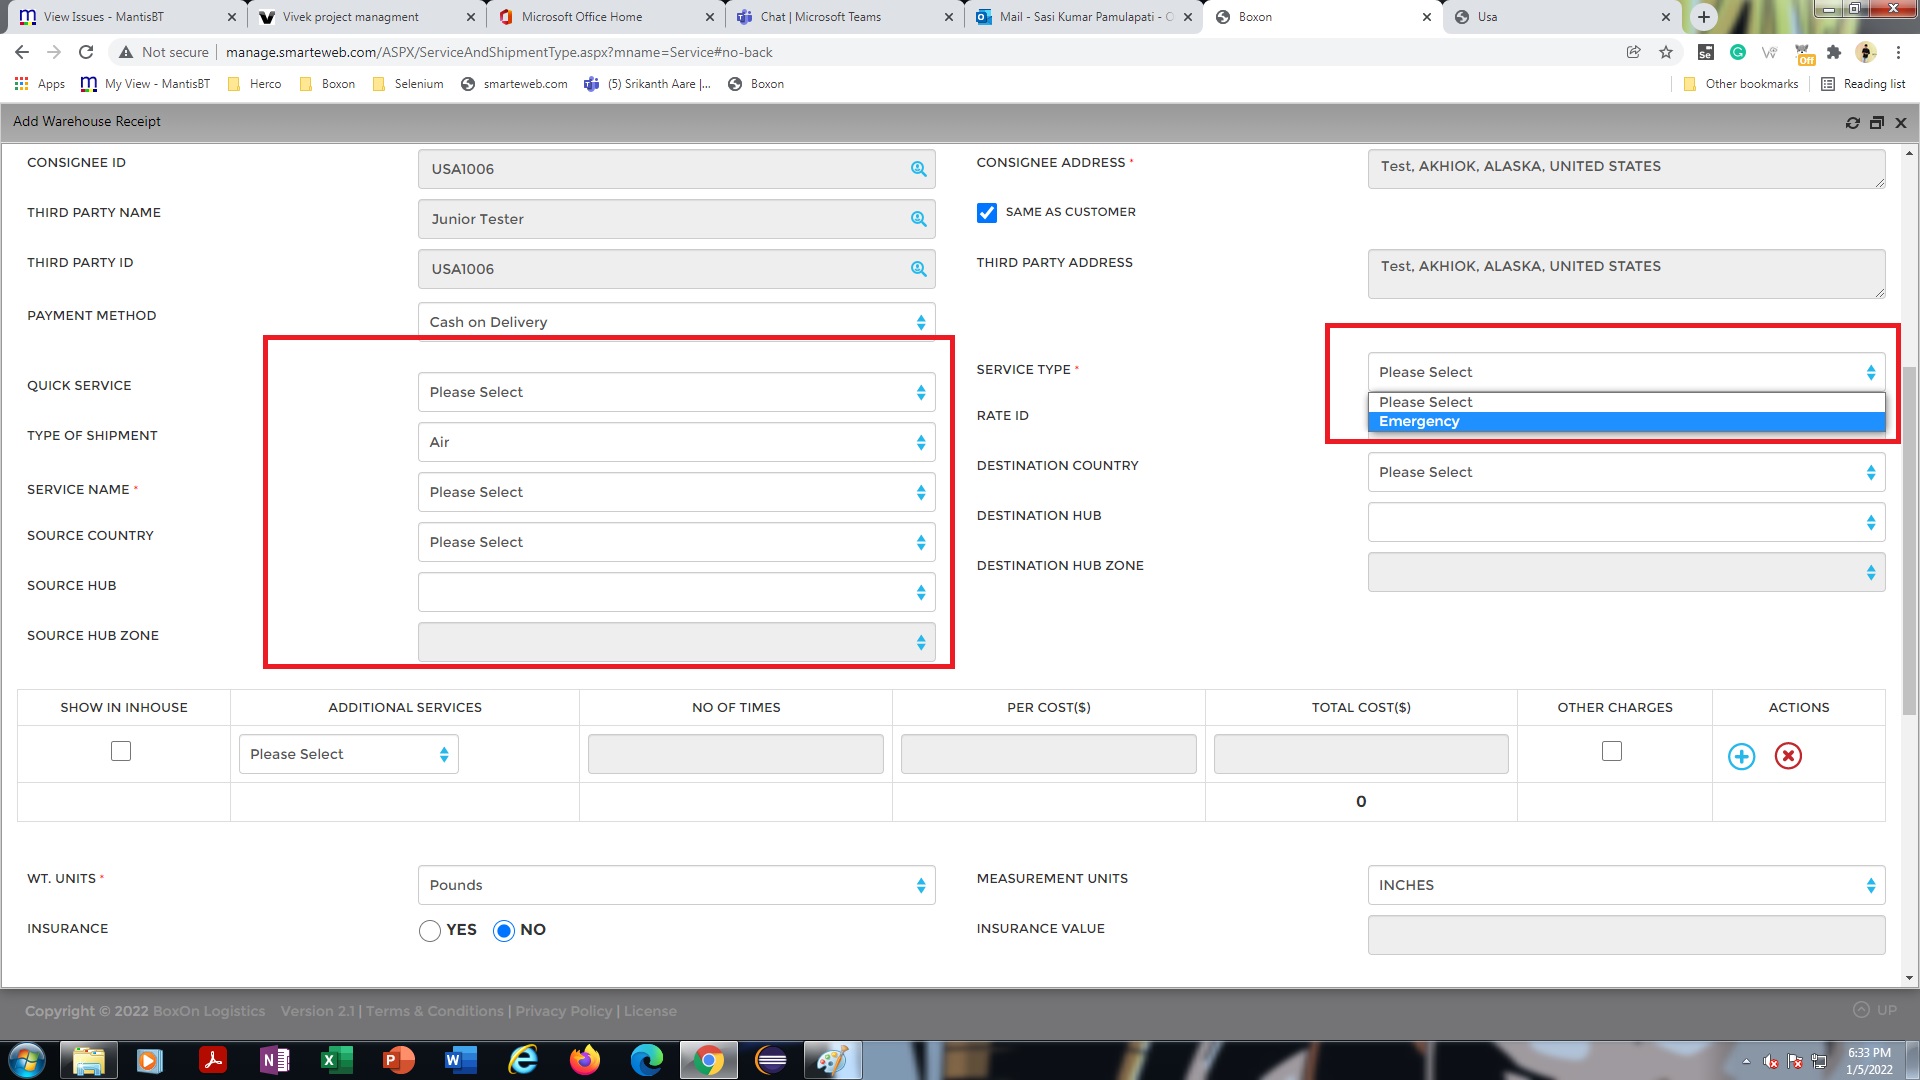 View Issues - MantisBT
Vivek project managment
Microsoft Office Home
Chat | Microsoft Teams
Mail - Sasi Kumar Pamulapati - O
Boxon
Usa
Not secure
manage.smarteweb.com/ASPX/ServiceAndShipmentType.aspx?mname=Service#no-back
Off
Apps
My View - MantisBT
Herco
Boxon
Selenium
smarteweb.com
(5) Srikanth Aare |...
Boxon
Other bookmarks
Reading list
Add Warehouse Receipt
CONSIGNEE ID
USA1006
CONSIGNEE ADDRESS *
Test, AKHIOK, ALASKA, UNITED STATES
THIRD PARTY NAME
Junior Tester
SAME AS CUSTOMER
THIRD PARTY ID
USA1006
THIRD PARTY ADDRESS
Test, AKHIOK, ALASKA, UNITED STATES
PAYMENT METHOD
Cash on Delivery
QUICK SERVICE
Please Select
SERVICE TYPE *
Please Select
Please Select
Emergency
TYPE OF SHIPMENT
Air
RATE ID
SERVICE NAME *
Please Select
DESTINATION COUNTRY
Please Select
SOURCE COUNTRY
Please Select
DESTINATION HUB
SOURCE HUB
DESTINATION HUB ZONE
SOURCE HUB ZONE
SHOW IN INHOUSE
ADDITIONAL SERVICES
NO OF TIMES
PER COST($)
TOTAL COST($)
OTHER CHARGES
ACTIONS
Please Select
0
WT. UNITS *
Pounds
MEASUREMENT UNITS
INCHES
INSURANCE
YES
NO
INSURANCE VALUE
Copyright © 2022 BoxOn Logistics Version 2.1 | Terms & Conditions | Privacy Policy | License
UP
6:33 PM
1/5/2022